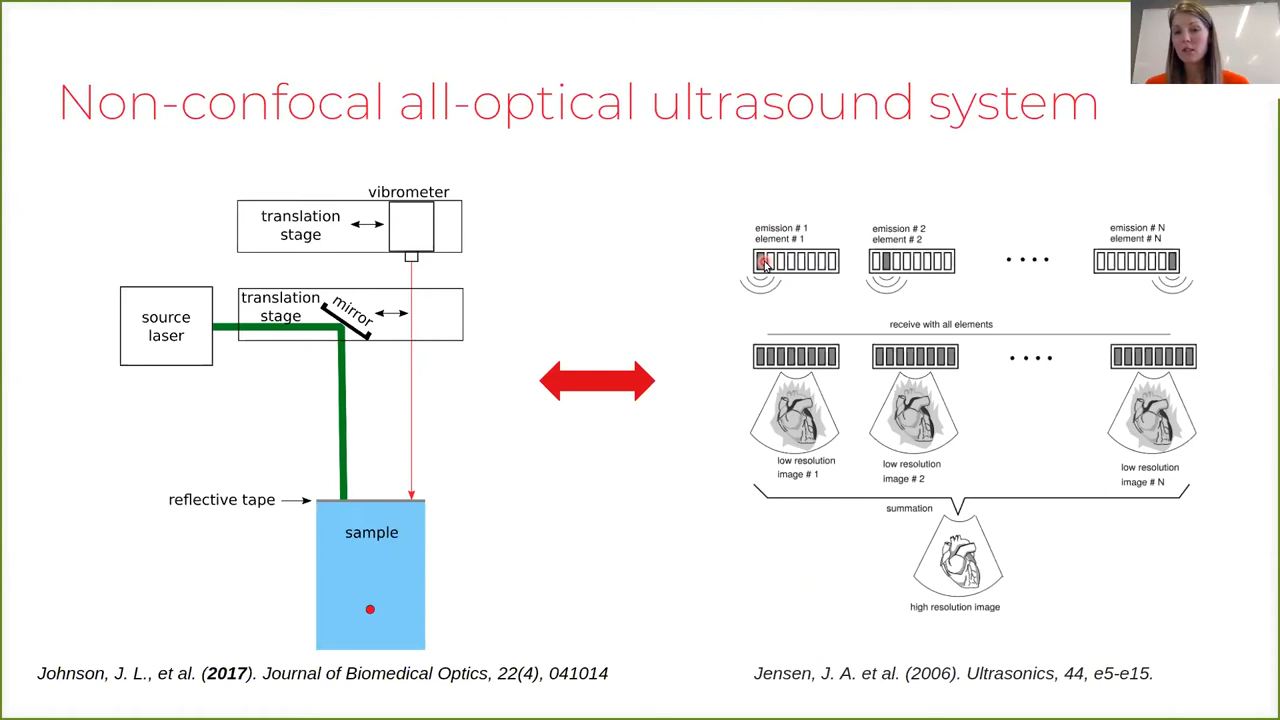 Non-confocal all-optical ultrasound system
vibrometer
translation
stage
translation
stage
mirror
source
laser
reflective tape
sample
Johnson, J. L., et al. (2017). Journal of Biomedical Optics, 22(4), 041014
emission # 1
element # 1
emission # 2
element # 2
emission # N
element # N
receive with all elements
low resolution
image # 1
low resolution
image # 2
low resolution
image # N
summation
high resolution image
Jensen, J. A. et al. (2006). Ultrasonics, 44, e5-e15.